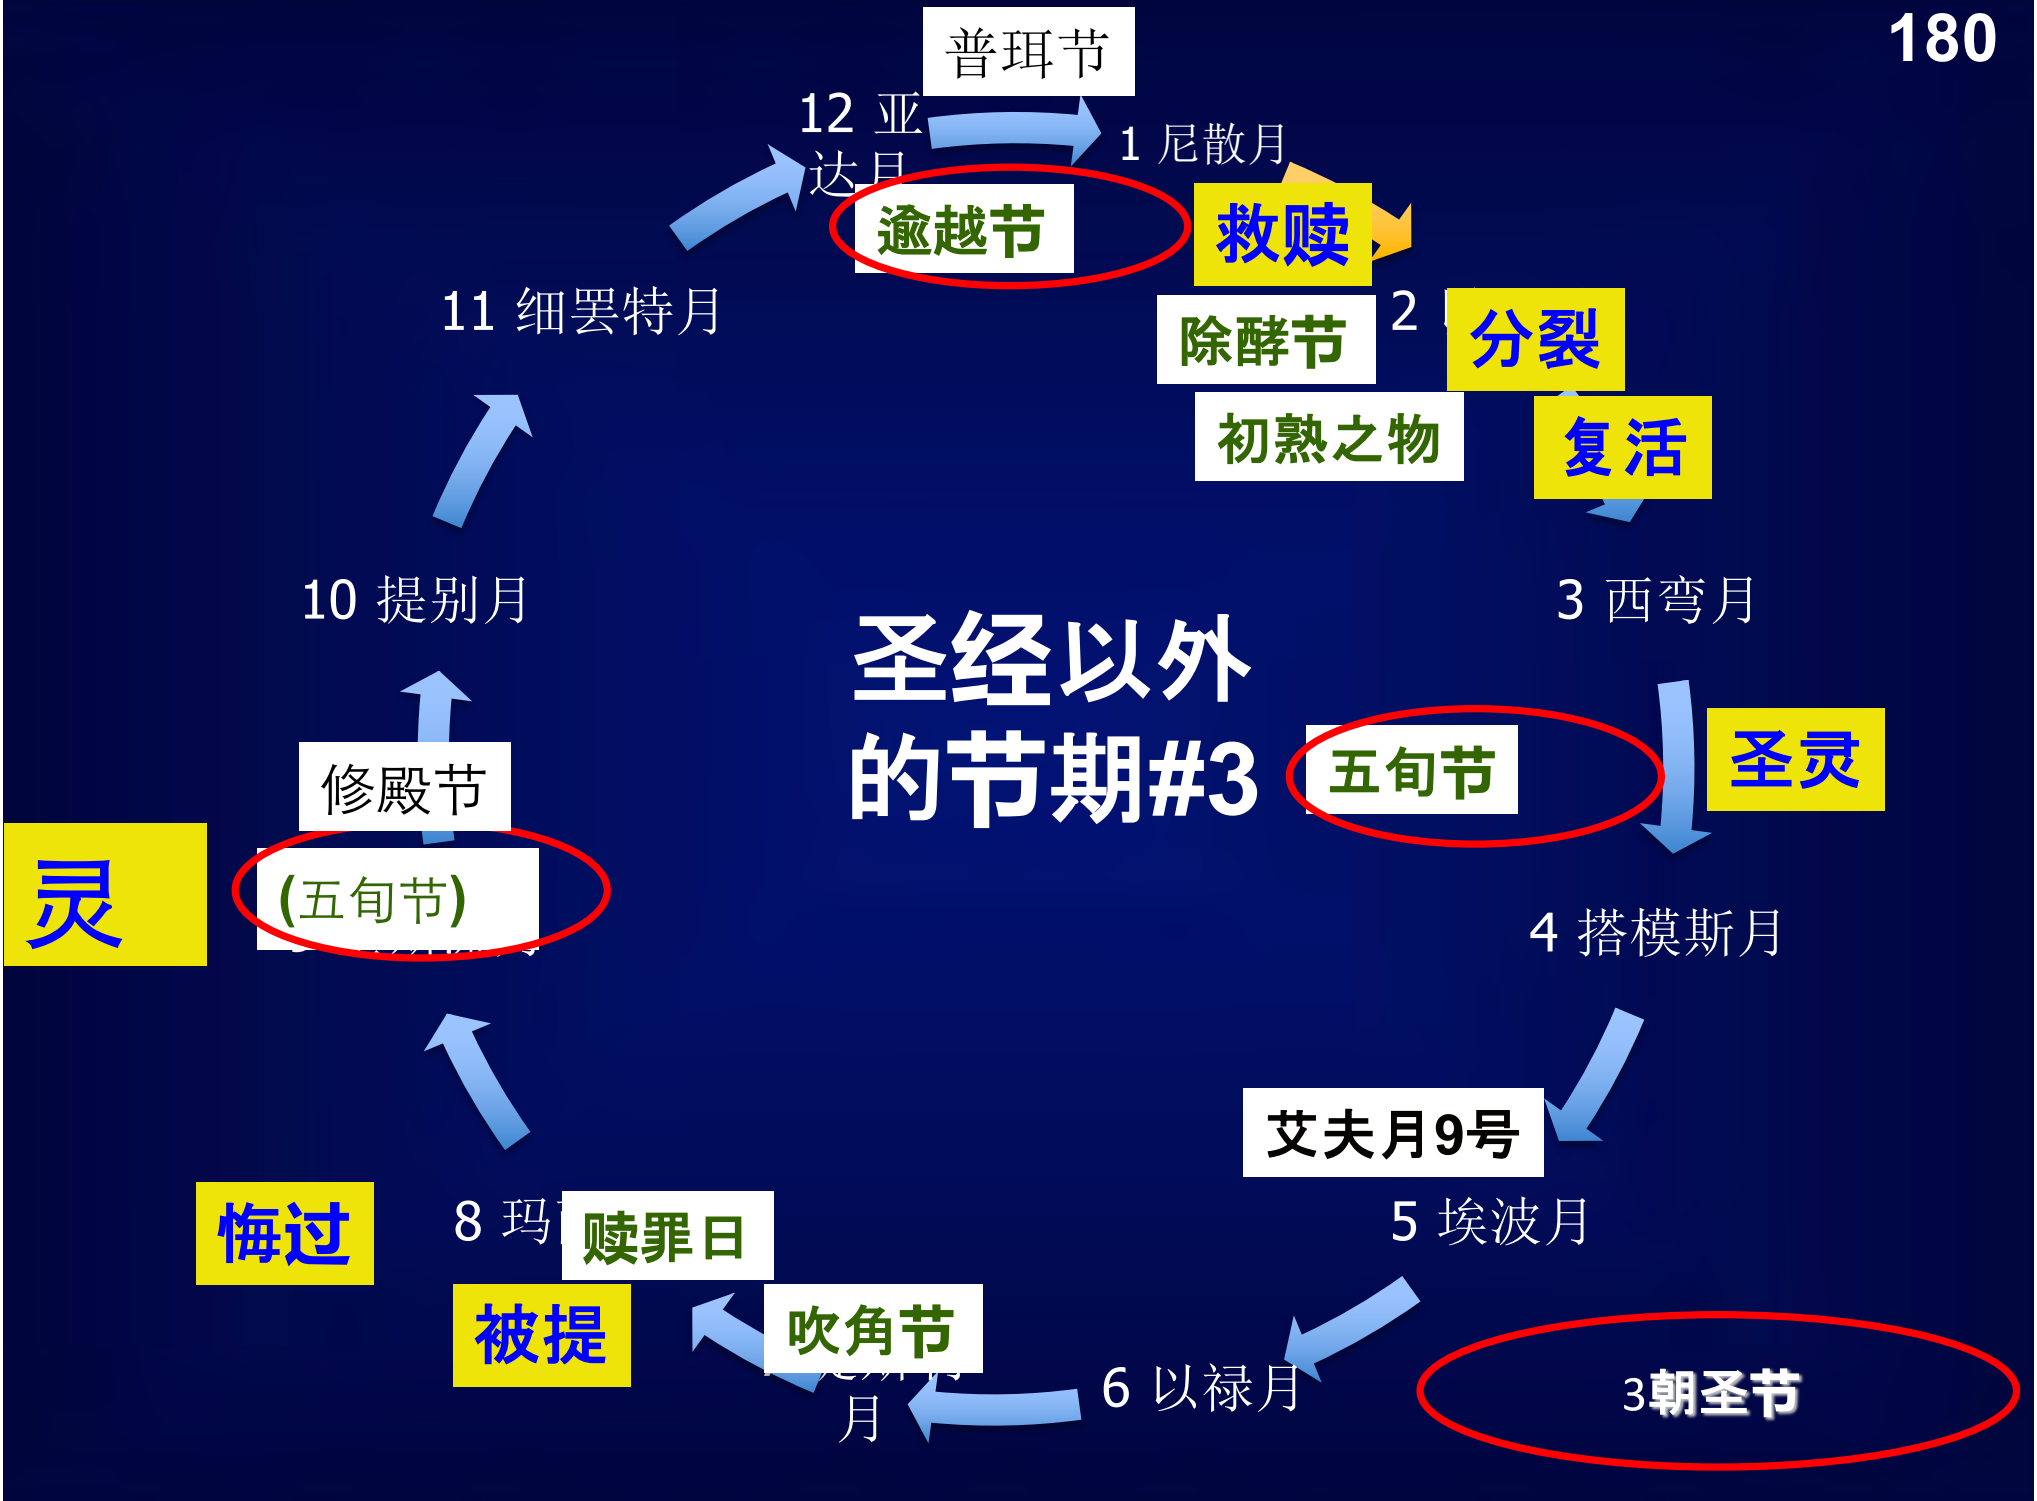 180
普珥节
12 亚
达月
1 尼散月
逾越节
救赎
11 细罢特月
除酵节
2
分裂
初熟之物
复活
10 提别月
3 西弯月
圣经以外
的节期#3
五旬节
圣灵
修殿节
灵
(五旬节)
4 搭模斯月
艾夫月9号
悔过
8 玛
赎罪日
5 埃波月
被提
吹角节
6 以禄月
月
3朝圣节